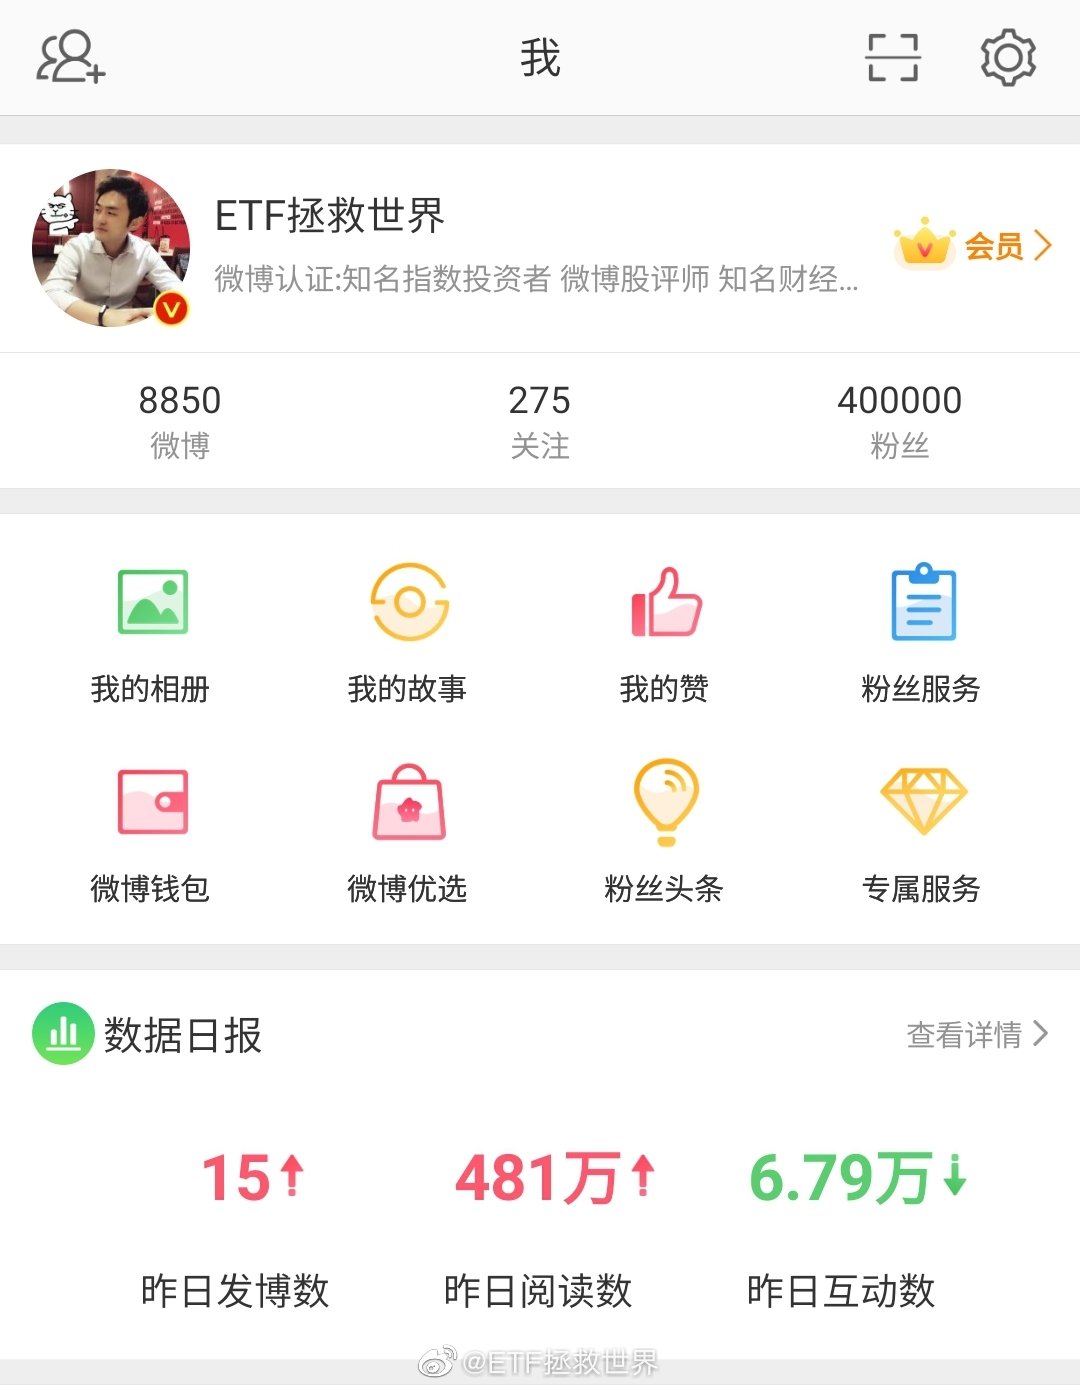 我
ETF拯救世界
微博认证:知名指数投资者 微博股评师 知名财经...
会员
8850
275
400000
微博
关注
粉丝
我的相册
我的故事
我的赞
粉丝服务
微博钱包
微博优选
粉丝头条
专属服务
数据日报
查看详情
15
481万
6.79万
昨日发博数
昨日阅读数
昨日互动数
@ETF拯救世界